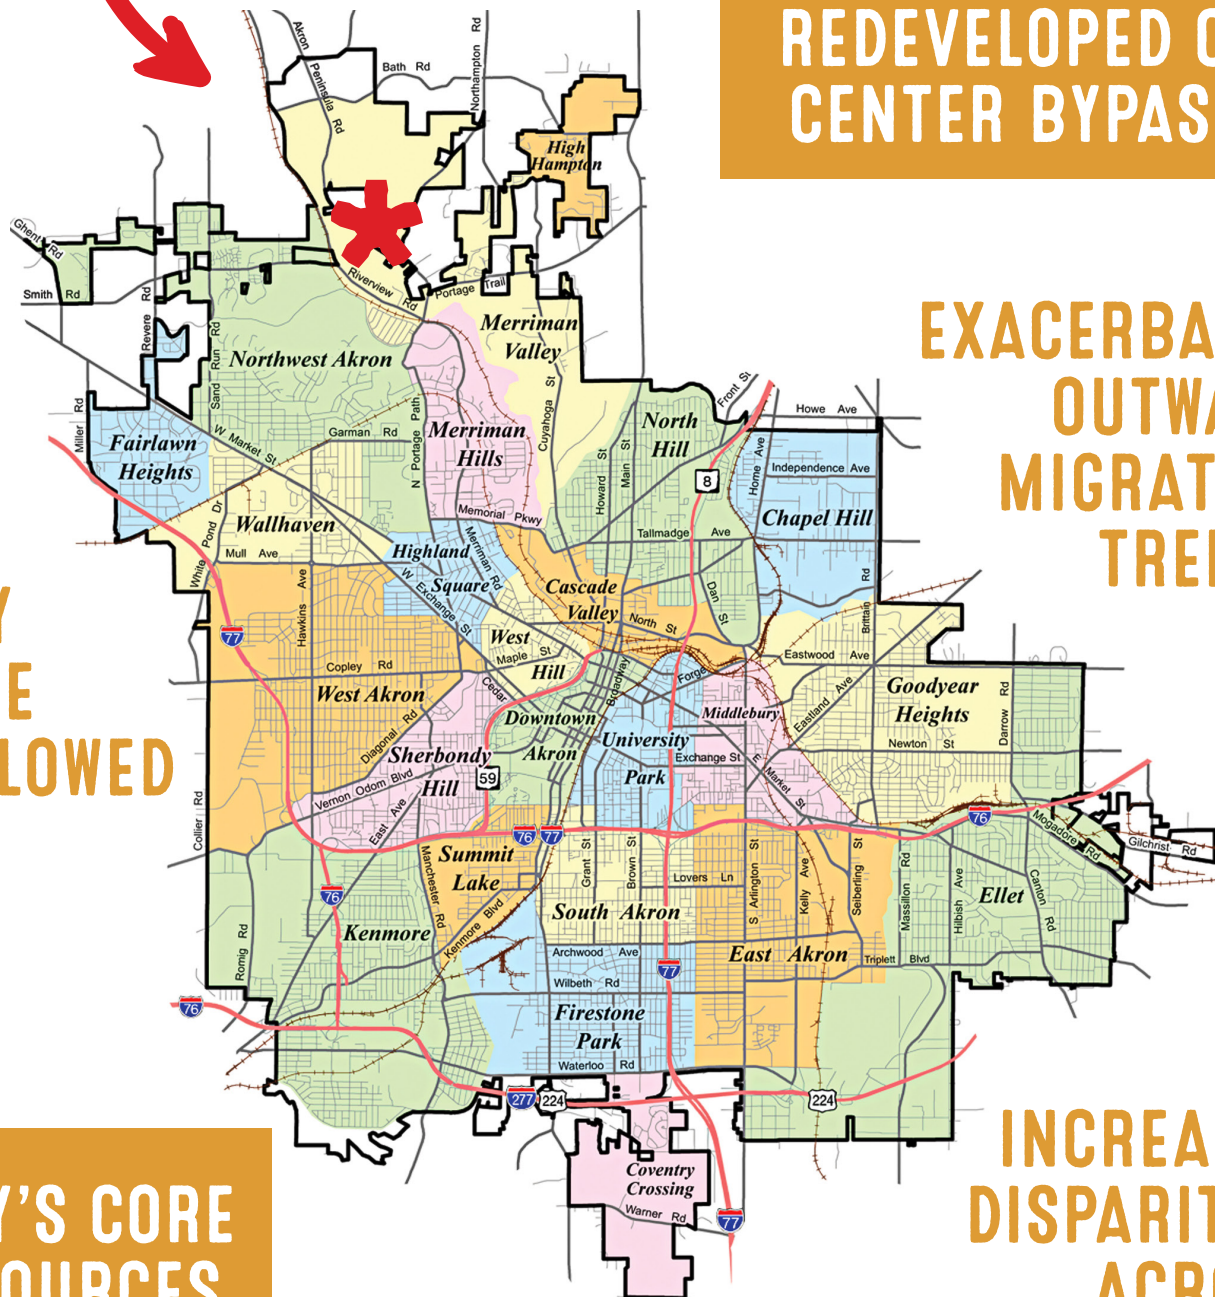 REDEVELOPED
CENTER BYPAS
EXACERBA
OUTWA
MIGRAT
TRE
Y
E
LOWED
Y'S CORE
OURCES
INCREA
DISPARIT
ACR
Akron Peninsula Rd
Bath Rd
Northampton Rd
High
Hampton
Ghent Rd
Smith Rd
Revere Rd
Sand Run Rd
Riverview Rd
Portage Trail
Merriman
Valley
Northwest Akron
Miller Rd
Fairlawn
Heights
W Market St
Garman Rd
N Portage Path
Merriman
Hills
Cuyahoga St
North
Hill
Howard St
Main St
Front St
Howe Ave
8
Home Ave
Independence Ave
Chapel Hill
Wallhaven
White Pond Dr
Mull Ave
Memorial Pkwy
Tallmadge Ave
Highland
Square
Merriman Rd
W Exchange St
Cascade
Valley
Dan St
Brittain Rd
Hawkins Ave
77
West
Hill
Maple St
North St
Copley Rd
West Akron
Cedar
Broadway
Forge
Eastwood Ave
Eastland Ave
Goodyear
Heights
Darrow Rd
Downtown
Akron
Middlebury
University
Park
Diagonal Rd
Sherbondy
Hill
59
Exchange St
E Market St
Newton St
Vernon Odom Blvd
East Ave
Collier Rd
76
77
76
Mogadore Rd
Gilchrist Rd
Summit
Lake
Manchester Rd
Grant St
Brown St
Lovers Ln
S Arlington St
Kelly Ave
Seiberling St
Massillon Rd
Hilbish Ave
Canton Rd
Ellet
76
Kenmore
Kenmore Blvd
South Akron
East Akron
Triplett Blvd
Romig Rd
Archwood Ave
77
Wilbeth Rd
76
Firestone
Park
Waterloo Rd
277
224
224
Coventry
Crossing
Warner Rd
77